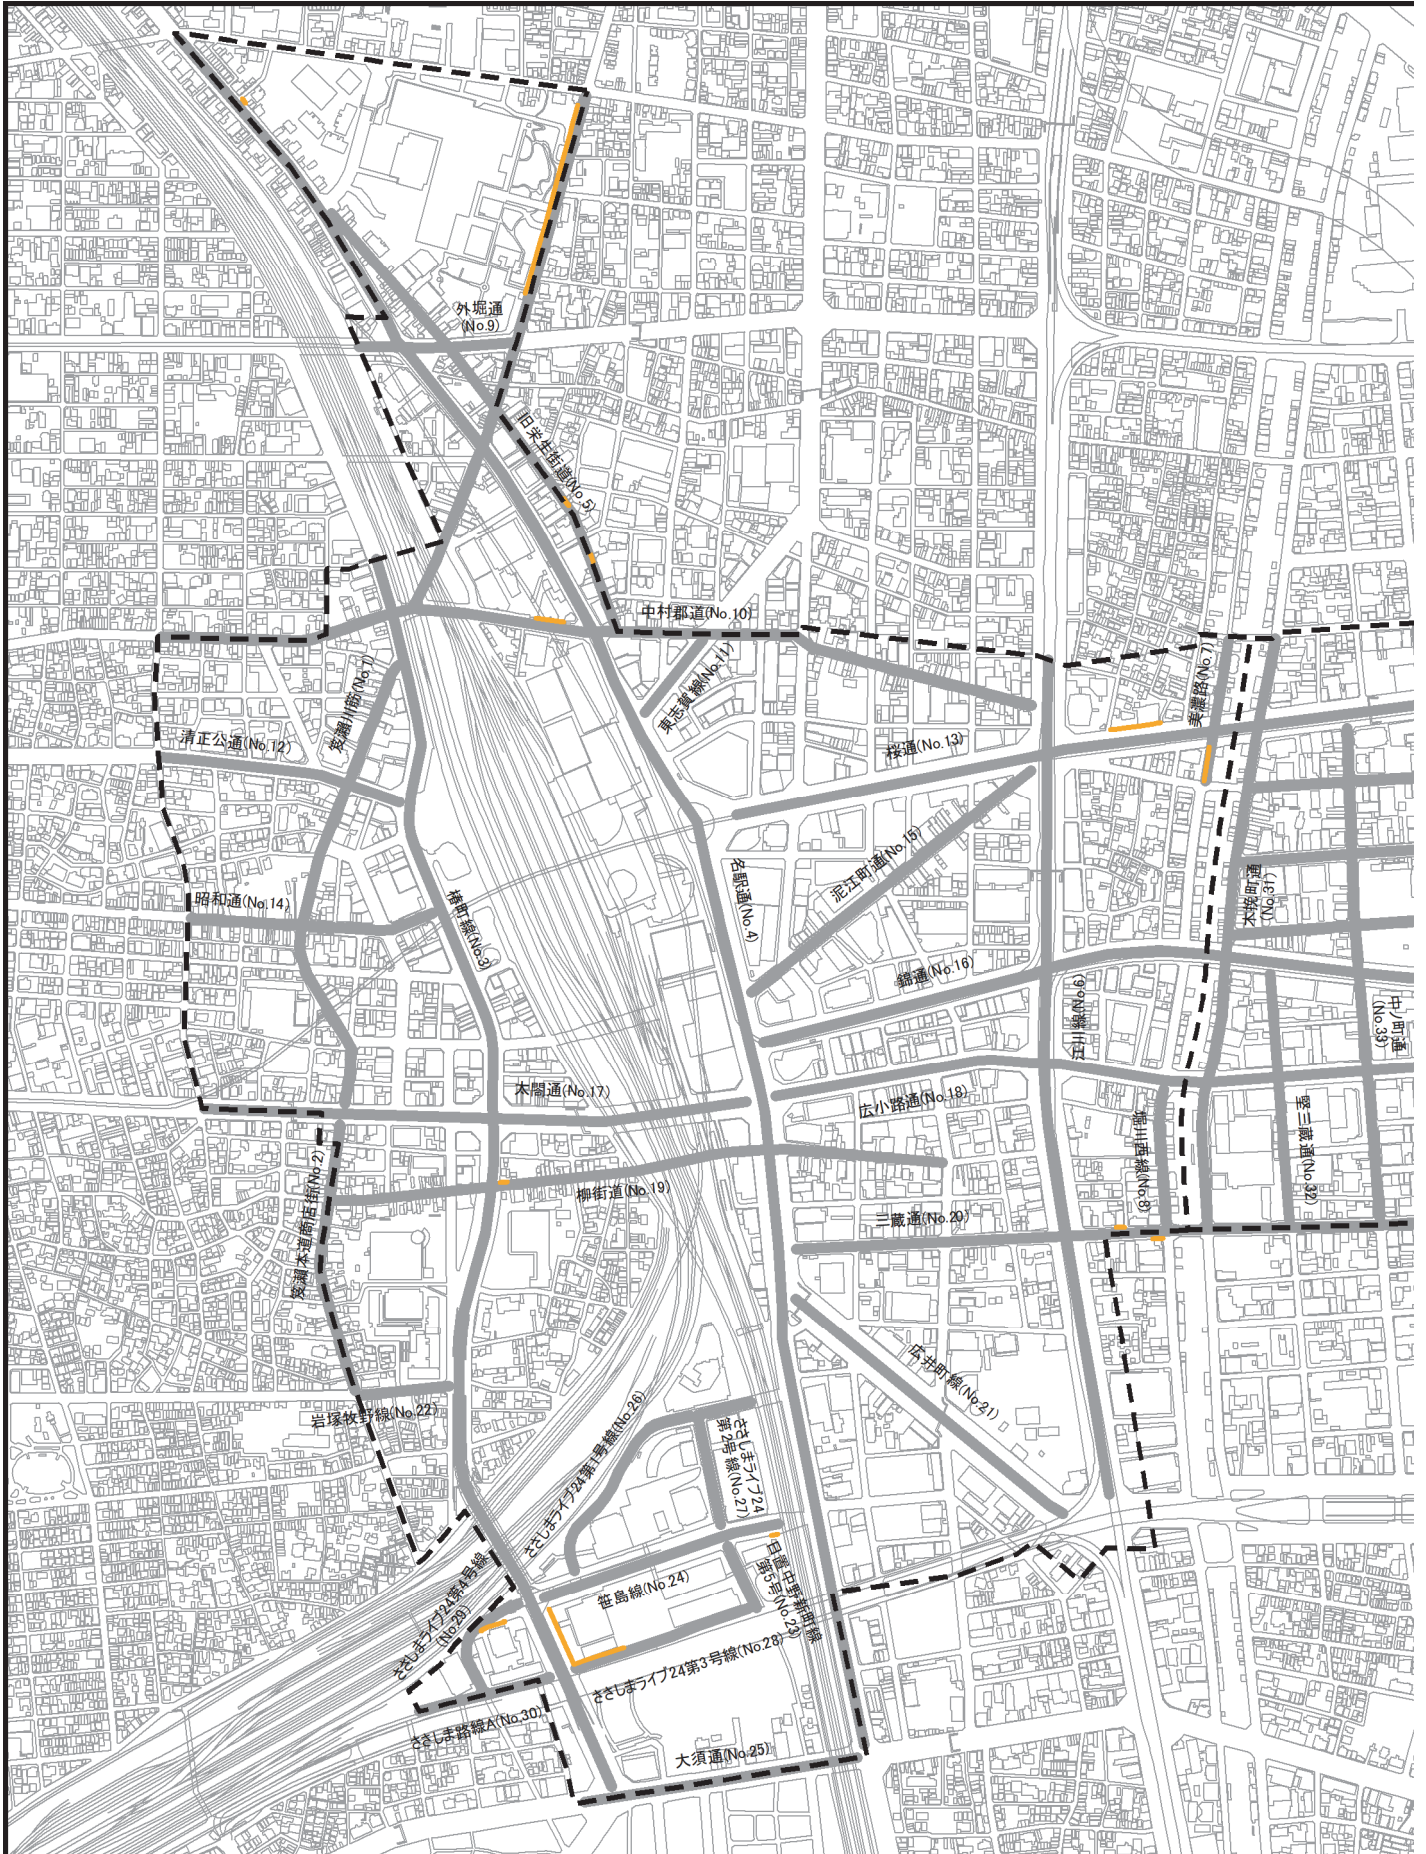 外堀通
(No.9)
旧栄生街道(No.5)
中村郡道(No.10)
東志賀線(No.11)
美濃路(No.7)
笈瀬川筋(No.1)
清正公通(No.12)
桜通(No.13)
泥江町通(No.15)
名駅通(No.4)
木挽町通
(No.31)
昭和通(No.14)
椿町線(No.3)
錦通(No.16)
江川線(No.6)
中ノ町通
(No.33)
太閤通(No.17)
広小路通(No.18)
堀川西線(No.8)
竪三蔵通(No.32)
笈瀬本道商店街(No.2)
柳街道(No.19)
三蔵通(No.20)
広井町線(No.21)
岩塚牧野線(No.22)
ささしまライブ24第1号線(No.26)
ささしまライブ24
第2号線(No.27)
日置中野新町線
第5号(No.23)
笹島線(No.24)
ささしまライブ24第4号線
(No.29)
ささしまライブ24第3号線(No.28)
ささしま路線A(No.30)
大須通(No.25)